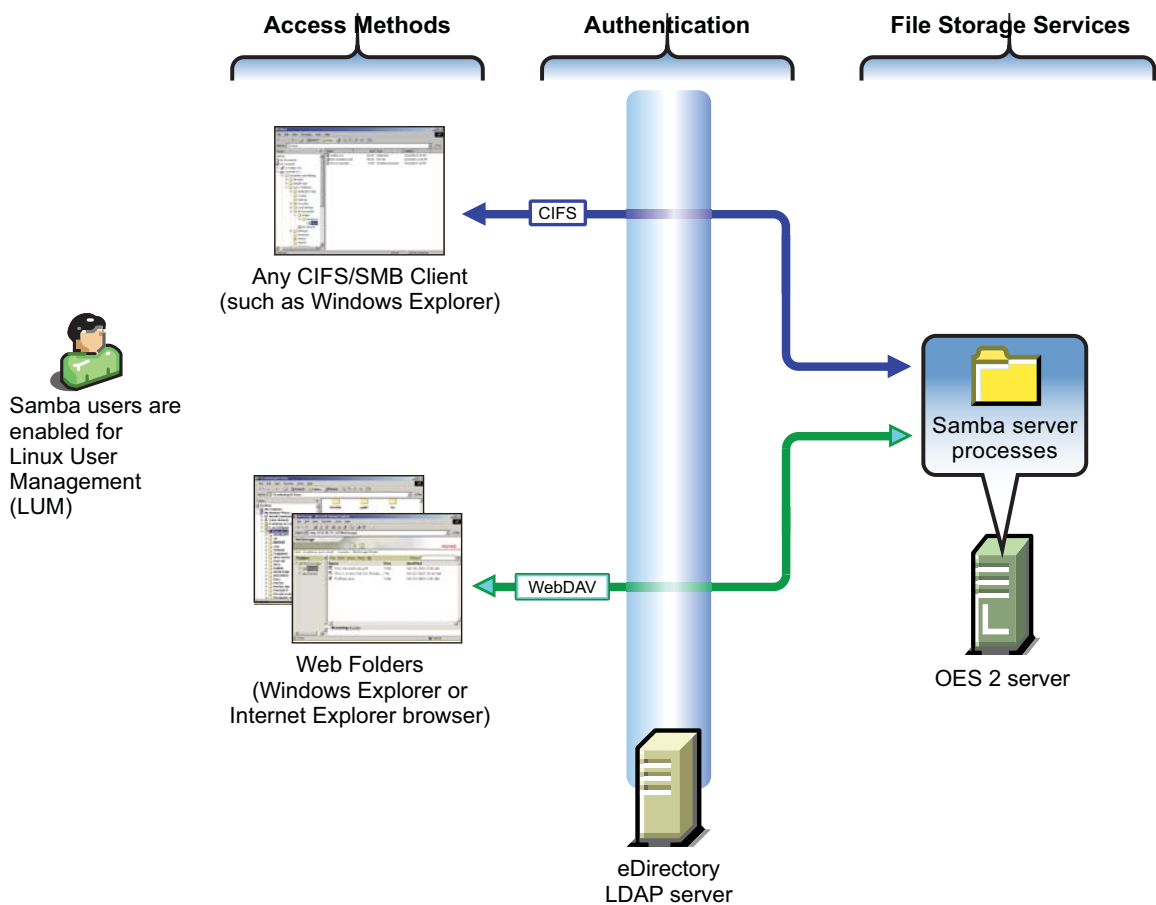 Access Methods
Authentication
File Storage Services
CIFS
Any CIFS/SMB Client
(such as Windows Explorer)
Samba users are
enabled for
Linux User
Management
(LUM)
Samba server
processes
WebDAV
Web Folders
(Windows Explorer or
Internet Explorer browser)
OES 2 server
L
eDirectory
LDAP server